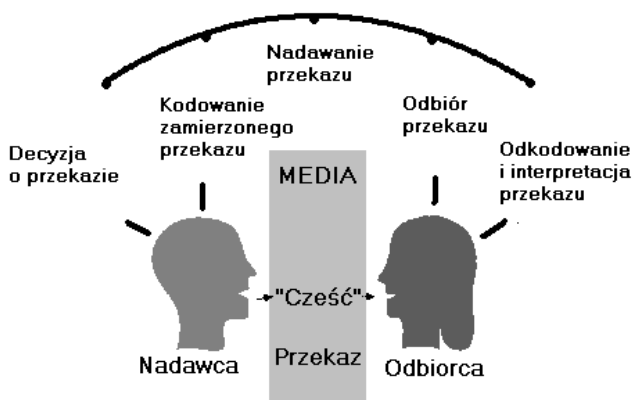 Nadawanie
przekazu
Kodowanie
zamierzonego
przekazu
Odbiór
przekazu
Decyzja
o przekazie
Odkodowanie
i interpretacja
przekazu
MEDIA
"Cześć"
Przekaz
Nadawca
Odbiorca